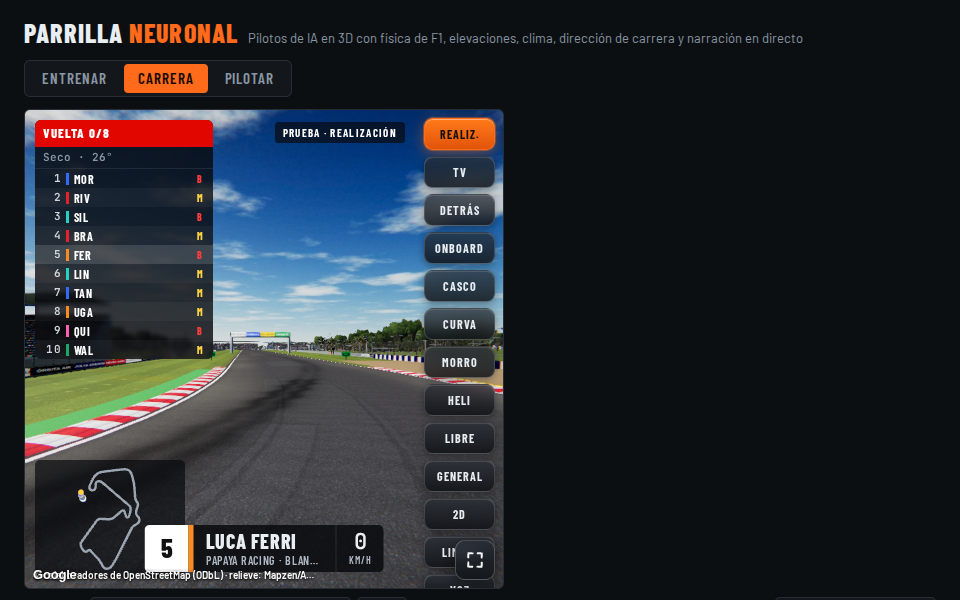 PARRILLA NEURONAL Pilotos de IA en 3D con física de F1, elevaciones, clima, dirección de carrera y narración en directo
ENTRENAR CARRERA PILOTAR
VUELTA 0/8
PRUEBA · REALIZACIÓN
Seco · 26°
1 MOR B
2 RIV M
3 SIL B
4 BRA M
5 FER B
6 LIN M
7 TAN M
8 UGA M
9 QUI B
10 WAL M
REALIZ.
TV
DETRÁS
ONBOARD
CASCO
CURVA
MORRO
HELI
LIBRE
GENERAL
2D
5
LUCA FERRI
PAPAYA RACING · BLAN...
0
KM/H
Google
adores de OpenStreetMap (ODbL) · relieve: Mapzen/A...